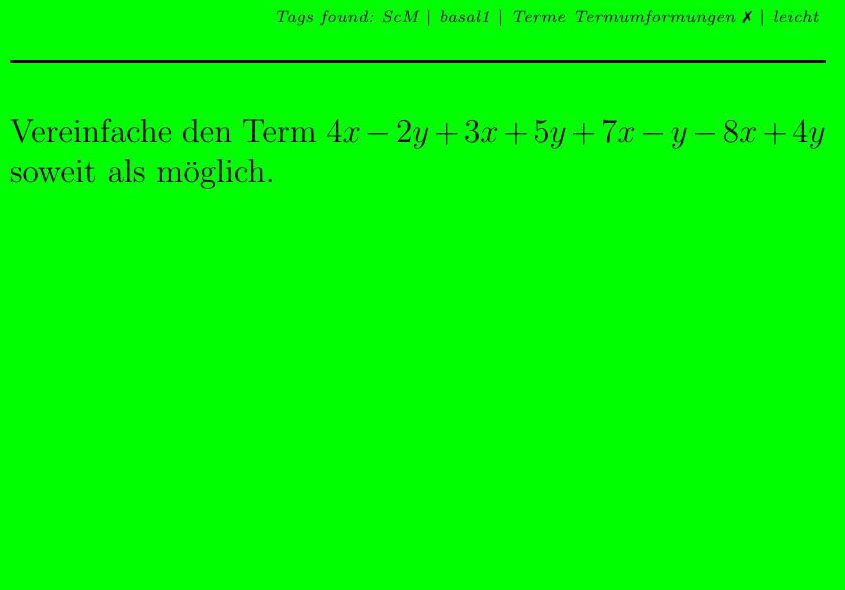 Tags found: ScM | basal1 | Terme Termumformungen ✗ | leicht
Vereinfache den Term 4x − 2y + 3x + 5y + 7x − y − 8x + 4y
soweit als möglich.